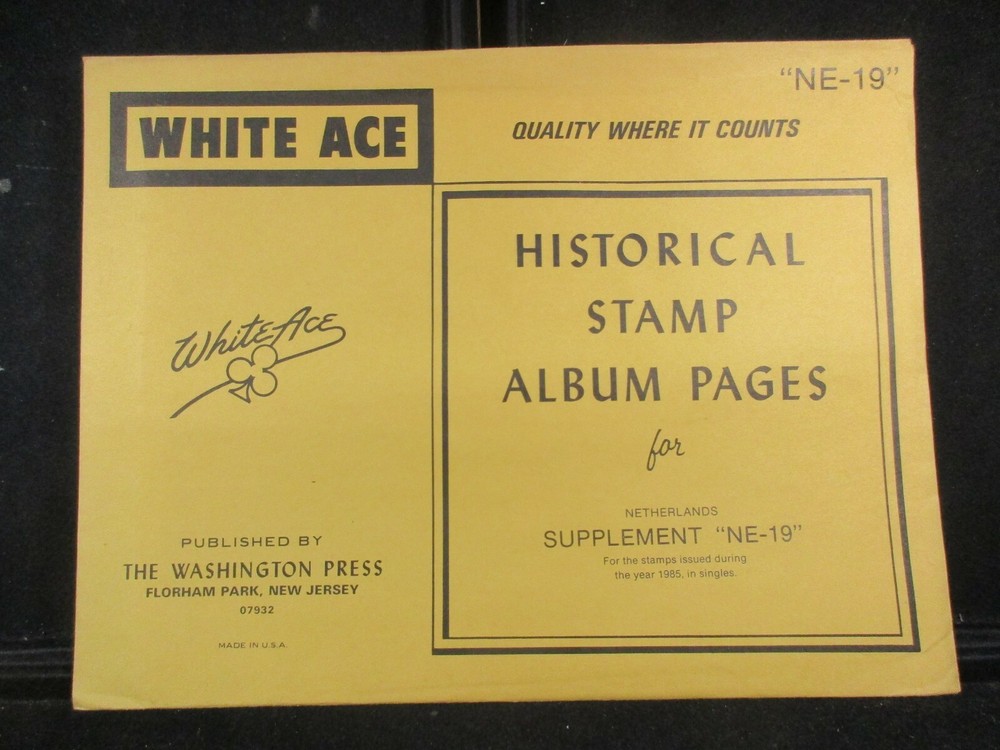 "NE-19"
WHITE ACE
QUALITY WHERE IT COUNTS
White Ace
PUBLISHED BY
THE WASHINGTON PRESS
FLORHAM PARK, NEW JERSEY
07932
MADE IN U.S.A.
HISTORICAL
STAMP
ALBUM PAGES
for
NETHERLANDS
SUPPLEMENT "NE-19"
For the stamps issued during
the year 1985, in singles.